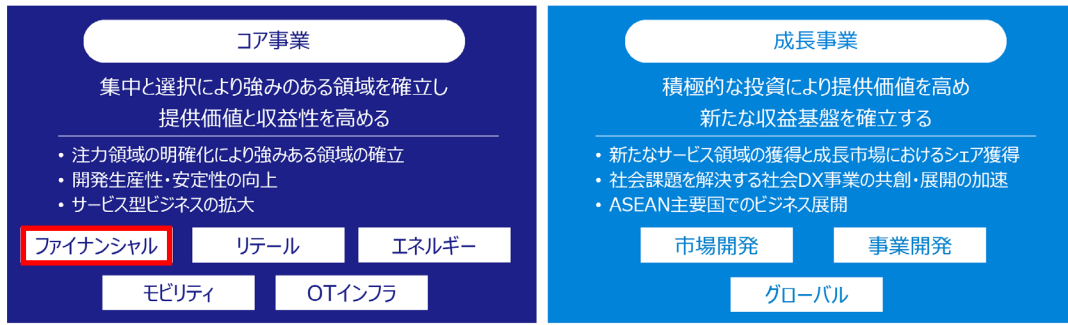 コア事業
集中と選択により強みのある領域を確立し
提供価値と収益性を高める
• 注力領域の明確化により強みある領域の確立
• 開発生産性・安定性の向上
• サービス型ビジネスの拡大
ファイナンシャル
リテール
エネルギー
モビリティ
OTインフラ
成長事業
積極的な投資により提供価値を高め
新たな収益基盤を確立する
• 新たなサービス領域の獲得と成長市場におけるシェア獲得
• 社会課題を解決する社会DX事業の共創・展開の加速
• ASEAN主要国でのビジネス展開
市場開発
事業開発
グローバル